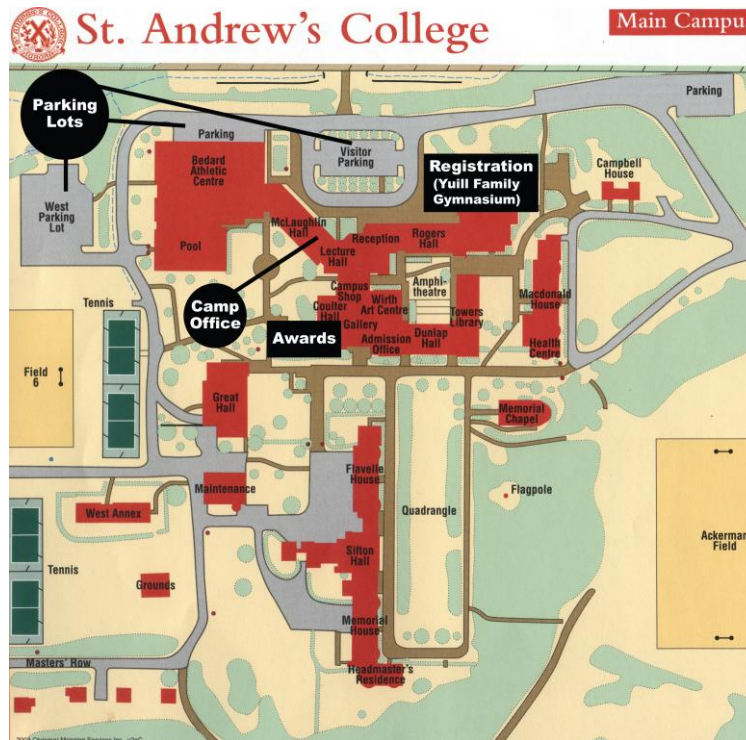 St. Andrew's College
Main Campu
Parking
Lots
Parking
Parking
Visitor
Parking
Bedard
Athletic
Centre
Registration
(Yuill Family
Gymnasium)
Campbell
House
West
Parking
Lot
McLaughlin
Hall
Reception
Rogers
Hall
Pool
Lecture
Hall
Camp
Office
Campus
Shop
Coulter
Hall
Gallery
Wirth
Art Centre
Amphi-
theatre
Towers
Library
Macdonald
House
Tennis
Awards
Admission
Office
Dunlap
Hall
Health
Centre
Field
6
Great
Hall
Memorial
Chapel
Flavelle
House
Maintenance
Quadrangle
Flagpole
West Annex
Ackerman
Field
Sifton
Hall
Tennis
Grounds
Memorial
House
Masters' Row
Headmaster's
Residence